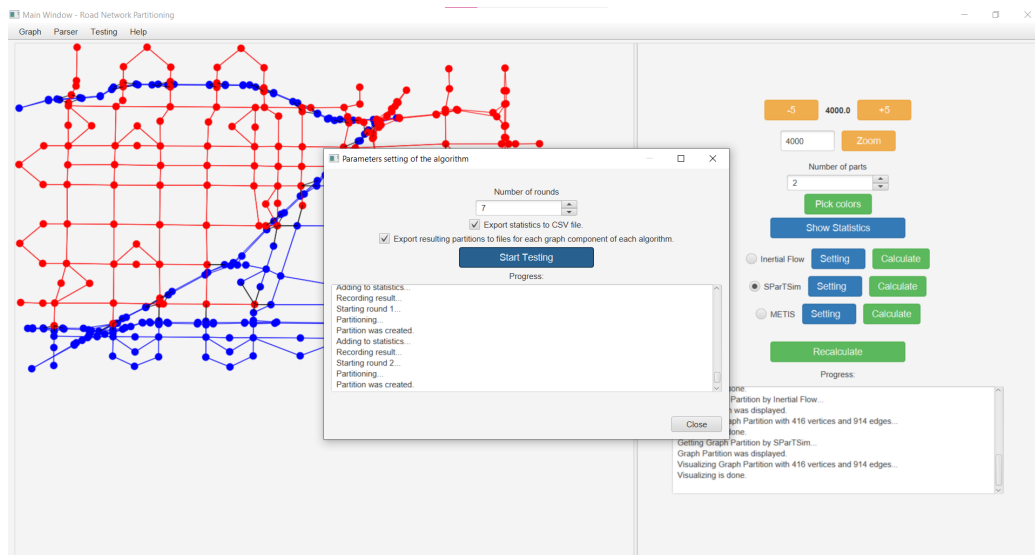 Main Window - Road Network Partitioning
Graph Parser Testing Help
-5 4000.0 +5
4000 Zoom
Number of parts
2
Pick colors
Show Statistics
Inertial Flow Setting Calculate
SParTSim Setting Calculate
METIS Setting Calculate
Recalculate
Progress:
Partition by Inertial Flow...
was displayed.
Partition with 416 vertices and 914 edges...
Getting Graph Partition by SParTSim...
Graph Partition was displayed.
Visualizing Graph Partition with 416 vertices and 914 edges...
Visualizing is done.
Parameters setting of the algorithm
Number of rounds
7
Export statistics to CSV file.
Export resulting partitions to files for each graph component of each algorithm.
Start Testing
Progress:
Adding to statistics...
Recording result...
Starting round 1...
Partitioning...
Partition was created.
Adding to statistics...
Recording result...
Starting round 2...
Partitioning...
Partition was created.
Close